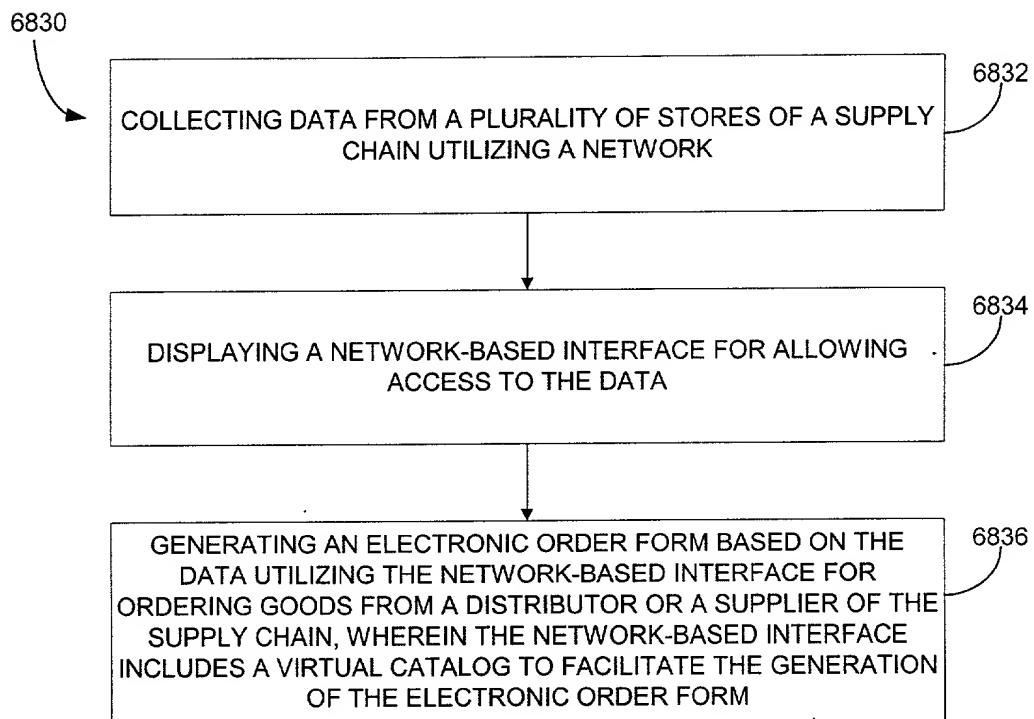 6830
6832
COLLECTING DATA FROM A PLURALITY OF STORES OF A SUPPLY
CHAIN UTILIZING A NETWORK
6834
DISPLAYING A NETWORK-BASED INTERFACE FOR ALLOWING
ACCESS TO THE DATA
6836
GENERATING AN ELECTRONIC ORDER FORM BASED ON THE
DATA UTILIZING THE NETWORK-BASED INTERFACE FOR
ORDERING GOODS FROM A DISTRIBUTOR OR A SUPPLIER OF THE
SUPPLY CHAIN, WHEREIN THE NETWORK-BASED INTERFACE
INCLUDES A VIRTUAL CATALOG TO FACILITATE THE GENERATION
OF THE ELECTRONIC ORDER FORM